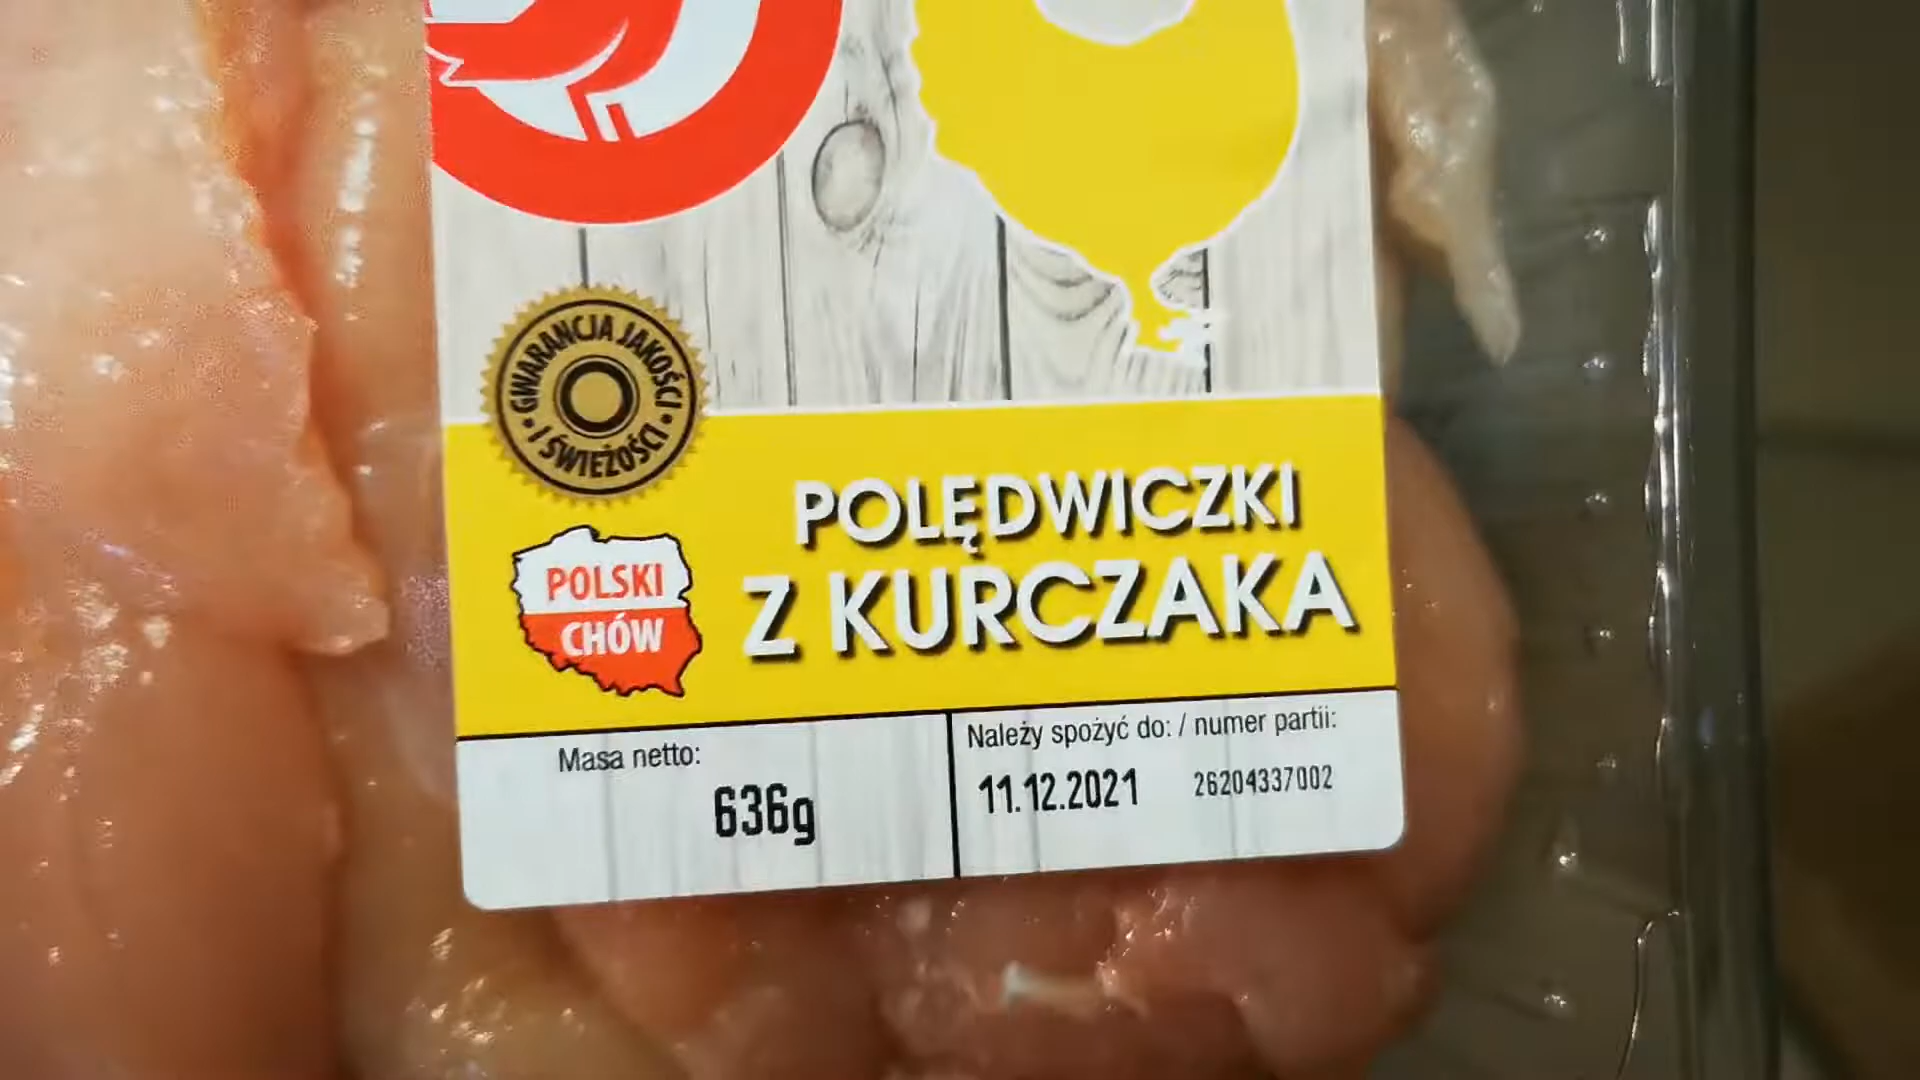 GWARANCJA JAKOŚCI
I ŚWIEŻOŚCI
POLĘDWICZKI
Z KURCZAKA
POLSKI
CHÓW
Masa netto:
636g
Należy spożyć do: / numer partii:
11.12.2021 26204337002